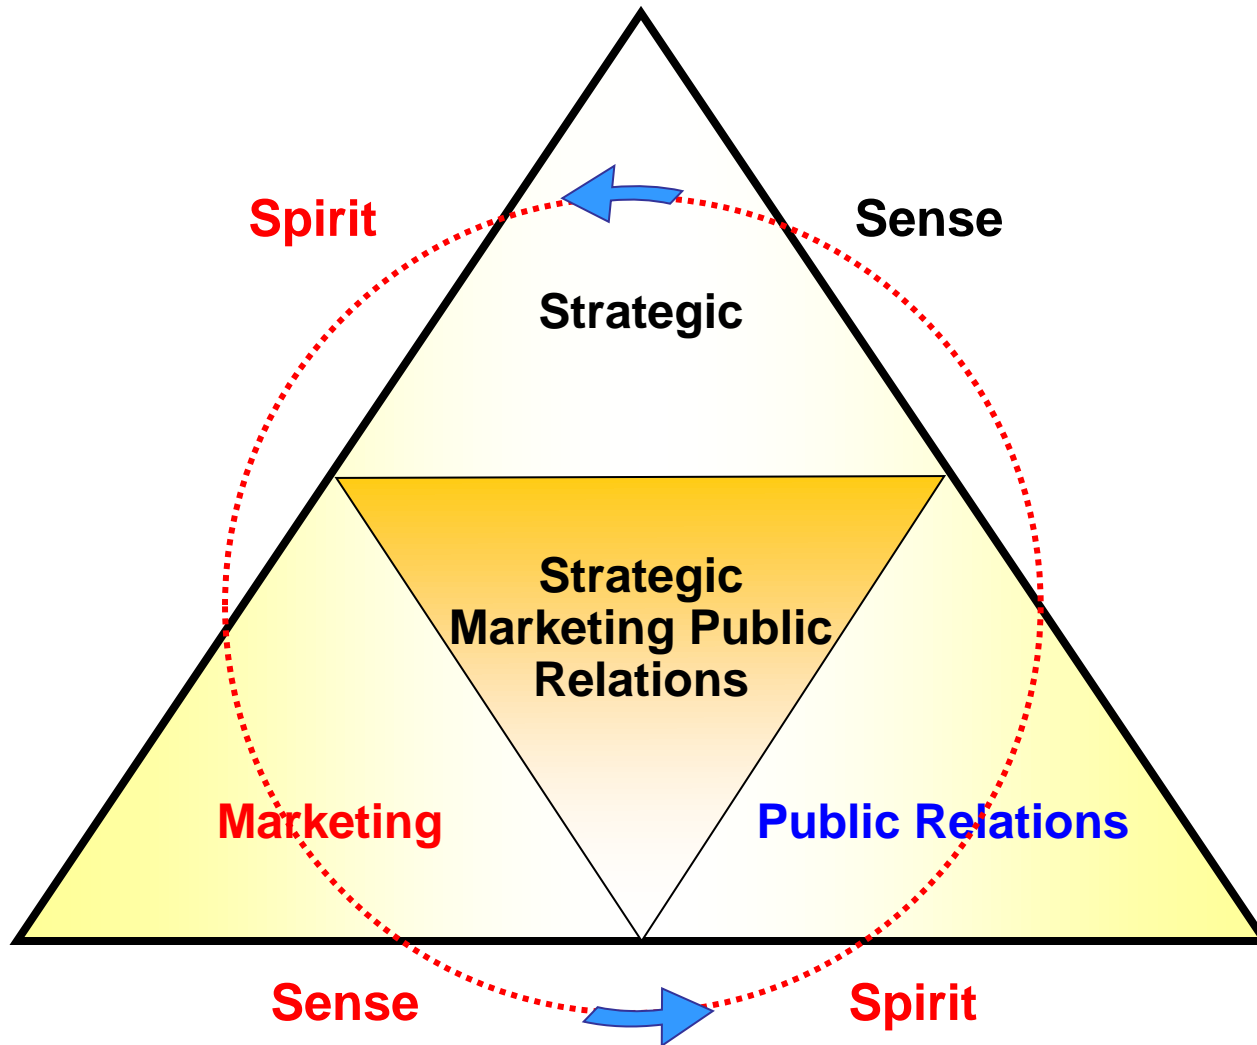 Spirit
Sense
Strategic
Strategic
Marketing Public
Relations
Marketing
Public Relations
Sense
Spirit